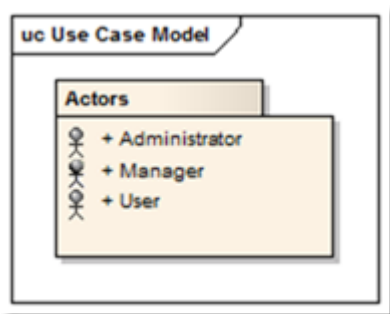 uc Use Case Model
Actors
+ Administrator
+ Manager
+ User